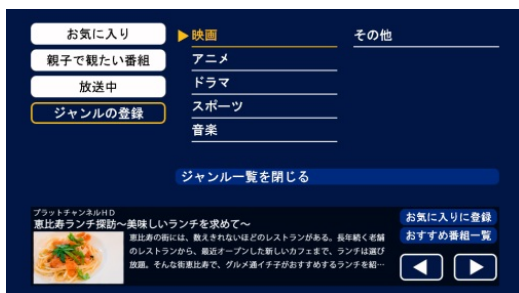 お気に入り
親子で観たい番組
放送中
ジャンルの登録
映画
アニメ
ドラマ
スポーツ
音楽
その他
ジャンル一覧を閉じる
プラットチャンネルHD
恵比寿ランチ探訪〜美味しいランチを求めて〜
恵比寿の街には、数えきれないほどのレストランがある。長年続く老舗
のレストランから、最近オープンした新しいカフェまで、ランチは選び
放題。そんな街恵比寿で、グルメ通イチ子がおすすめするランチを紹…
お気に入りに登録
おすすめ番組一覧